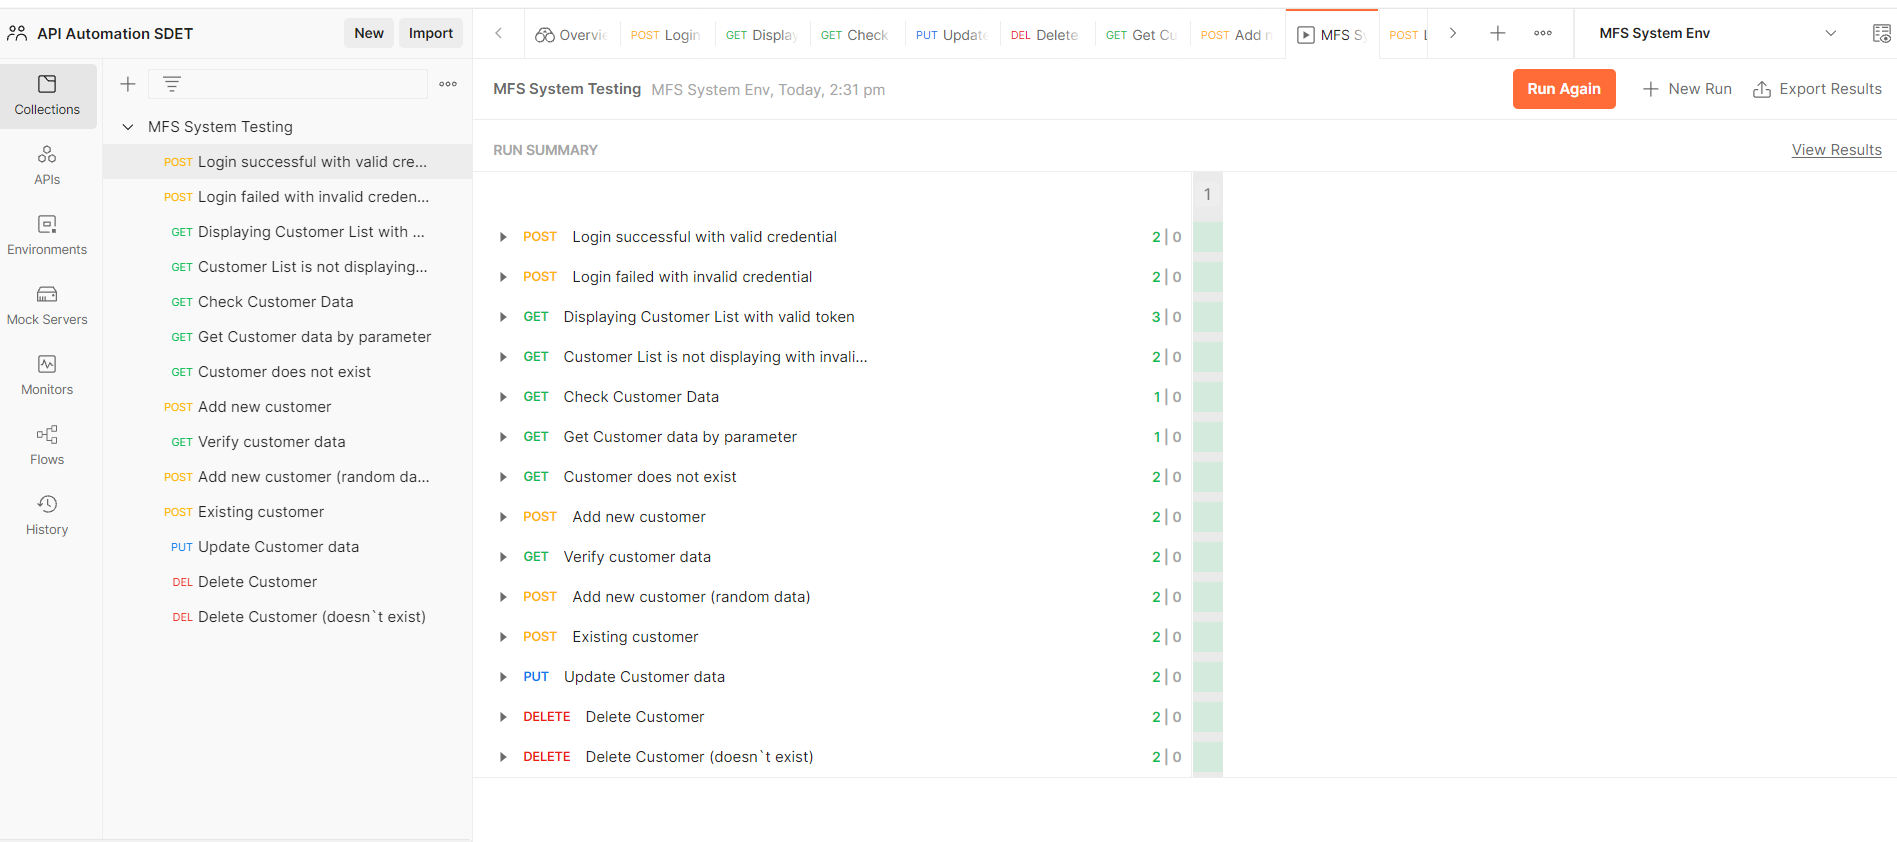 API Automation SDET
New
Import
Overvie
POST Login
GET Display
GET Check
PUT Update
DEL Delete
GET Get Cu
POST Add n
MFS Sy
POST L
MFS System Env
Collections
APIs
Environments
Mock Servers
Monitors
Flows
History
MFS System Testing
POST Login successful with valid cre...
POST Login failed with invalid creden...
GET Displaying Customer List with ...
GET Customer List is not displaying...
GET Check Customer Data
GET Get Customer data by parameter
GET Customer does not exist
POST Add new customer
GET Verify customer data
POST Add new customer (random da...
POST Existing customer
PUT Update Customer data
DEL Delete Customer
DEL Delete Customer (doesn`t exist)
MFS System Testing MFS System Env, Today, 2:31 pm
Run Again
New Run
Export Results
RUN SUMMARY
View Results
1
POST Login successful with valid credential 2 | 0
POST Login failed with invalid credential 2 | 0
GET Displaying Customer List with valid token 3 | 0
GET Customer List is not displaying with invali... 2 | 0
GET Check Customer Data 1 | 0
GET Get Customer data by parameter 1 | 0
GET Customer does not exist 2 | 0
POST Add new customer 2 | 0
GET Verify customer data 2 | 0
POST Add new customer (random data) 2 | 0
POST Existing customer 2 | 0
PUT Update Customer data 2 | 0
DELETE Delete Customer 2 | 0
DELETE Delete Customer (doesn`t exist) 2 | 0